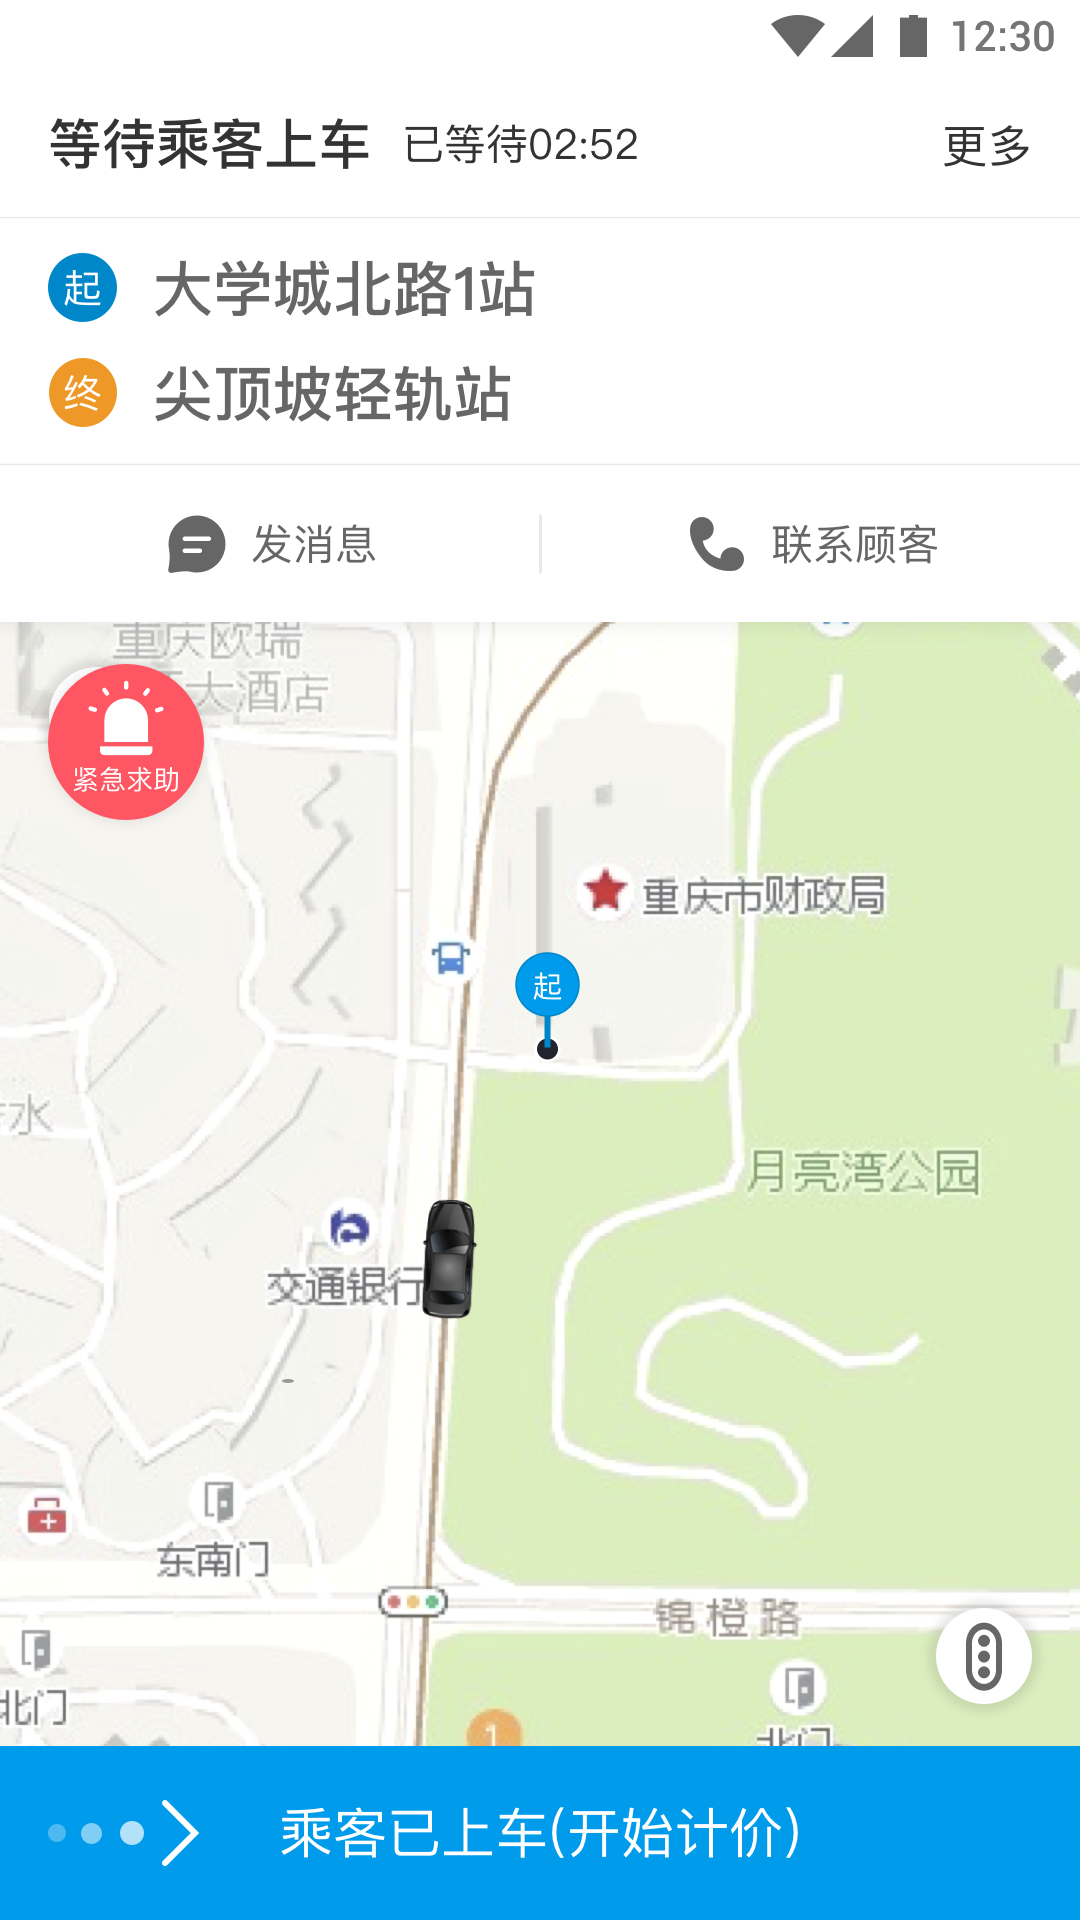 12:30
等待乘客上车 已等待02:52 更多
起 大学城北路1站
终 尖顶坡轻轨站
发消息 联系顾客
重庆欧瑞
大酒店
紧急求助
重庆市财政局
起
水
月亮湾公园
交通银行
东南门
锦橙路
北门
1
北门
乘客已上车(开始计价)